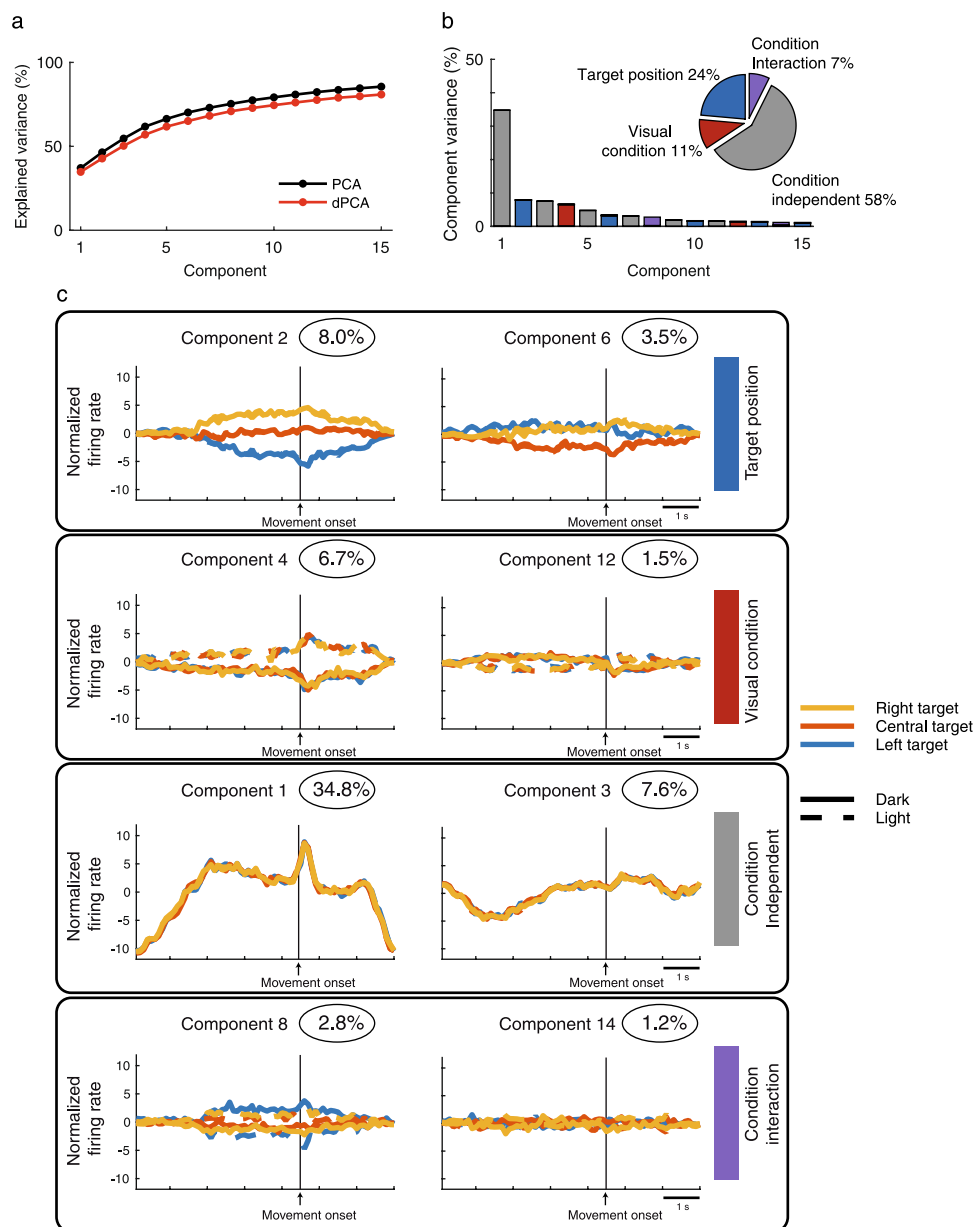 a
Explained variance (%)
100
50
0
1
5
10
15
Component
PCA
dPCA
b
Component variance (%)
50
0
1
5
10
15
Component
Condition
Interaction 7%
Target position 24%
Visual
condition 11%
Condition
independent 58%
c
Component 2
8.0%
Component 6
3.5%
Normalized
firing rate
10
5
0
-5
-10
Movement onset
Movement onset
1 s
Target position
Component 4
6.7%
Component 12
1.5%
Normalized
firing rate
10
5
0
-5
-10
Movement onset
Movement onset
1 s
Visual condition
Right target
Central target
Left target
Dark
Light
Component 1
34.8%
Component 3
7.6%
Normalized
firing rate
10
5
0
-5
-10
Movement onset
Movement onset
1 s
Condition
Independent
Component 8
2.8%
Component 14
1.2%
Normalized
firing rate
10
5
0
-5
-10
Movement onset
Movement onset
1 s
Condition
interaction